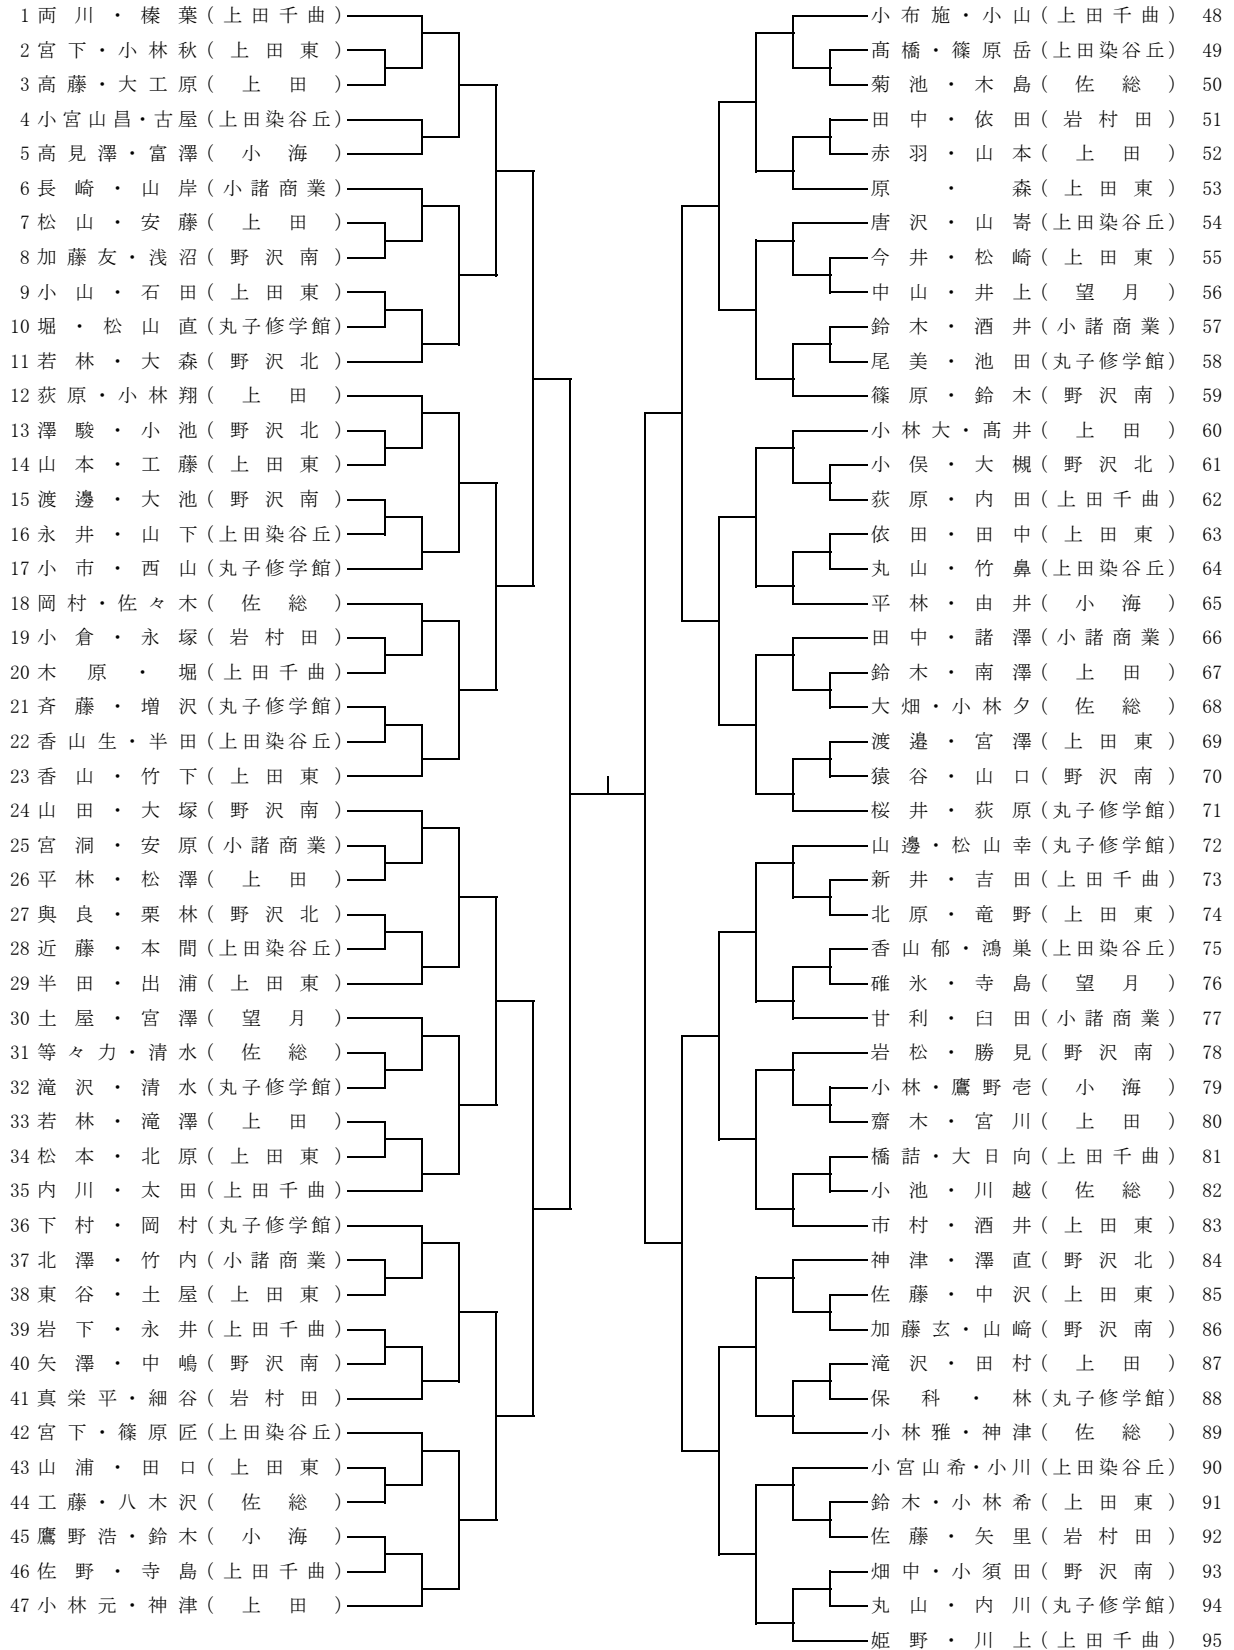 1 両川・榛葉(上田千曲)
2 宮下・小林秋(上田東)
3 高藤・大工原(上田)
4 小宮山昌・古屋(上田染谷丘)
5 高見澤・富澤(小海)
6 長崎・山岸(小諸商業)
7 松山・安藤(上田)
8 加藤友・浅沼(野沢南)
9 小山・石田(上田東)
10 堀・松山直(丸子修学館)
11 若林・大森(野沢北)
12 荻原・小林翔(上田)
13 澤駿・小池(野沢北)
14 山本・工藤(上田東)
15 渡邊・大池(野沢南)
16 永井・山下(上田染谷丘)
17 小市・西山(丸子修学館)
18 岡村・佐々木(佐総)
19 小倉・永塚(岩村田)
20 木原・堀(上田千曲)
21 斉藤・増沢(丸子修学館)
22 香山生・半田(上田染谷丘)
23 香山・竹下(上田東)
24 山田・大塚(野沢南)
25 宮洞・安原(小諸商業)
26 平林・松澤(上田)
27 與良・栗林(野沢北)
28 近藤・本間(上田染谷丘)
29 半田・出浦(上田東)
30 土屋・宮澤(望月)
31 等々力・清水(佐総)
32 滝沢・清水(丸子修学館)
33 若林・滝澤(上田)
34 松本・北原(上田東)
35 内川・太田(上田千曲)
36 下村・岡村(丸子修学館)
37 北澤・竹内(小諸商業)
38 東谷・土屋(上田東)
39 岩下・永井(上田千曲)
40 矢澤・中嶋(野沢南)
41 真栄平・細谷(岩村田)
42 宮下・篠原匠(上田染谷丘)
43 山浦・田口(上田東)
44 工藤・八木沢(佐総)
45 鷹野浩・鈴木(小海)
46 佐野・寺島(上田千曲)
47 小林元・神津(上田)
小布施・小山(上田千曲) 48
髙橋・篠原岳(上田染谷丘) 49
菊池・木島(佐総) 50
田中・依田(岩村田) 51
赤羽・山本(上田) 52
原・森(上田東) 53
唐沢・山寄(上田染谷丘) 54
今井・松崎(上田東) 55
中山・井上(望月) 56
鈴木・酒井(小諸商業) 57
尾美・池田(丸子修学館) 58
篠原・鈴木(野沢南) 59
小林大・髙井(上田) 60
小俣・大槻(野沢北) 61
荻原・内田(上田千曲) 62
依田・田中(上田東) 63
丸山・竹鼻(上田染谷丘) 64
平林・由井(小海) 65
田中・諸澤(小諸商業) 66
鈴木・南澤(上田) 67
大畑・小林夕(佐総) 68
渡邉・宮澤(上田東) 69
猿谷・山口(野沢南) 70
桜井・荻原(丸子修学館) 71
山邊・松山幸(丸子修学館) 72
新井・吉田(上田千曲) 73
北原・竜野(上田東) 74
香山郁・鴻巣(上田染谷丘) 75
碓氷・寺島(望月) 76
甘利・臼田(小諸商業) 77
岩松・勝見(野沢南) 78
小林・鷹野壱(小海) 79
齋木・宮川(上田) 80
橋詰・大日向(上田千曲) 81
小池・川越(佐総) 82
市村・酒井(上田東) 83
神津・澤直(野沢北) 84
佐藤・中沢(上田東) 85
加藤玄・山﨑(野沢南) 86
滝沢・田村(上田) 87
保科・林(丸子修学館) 88
小林雅・神津(佐総) 89
小宮山希・小川(上田染谷丘) 90
鈴木・小林希(上田東) 91
佐藤・矢里(岩村田) 92
畑中・小須田(野沢南) 93
丸山・内川(丸子修学館) 94
姫野・川上(上田千曲) 95